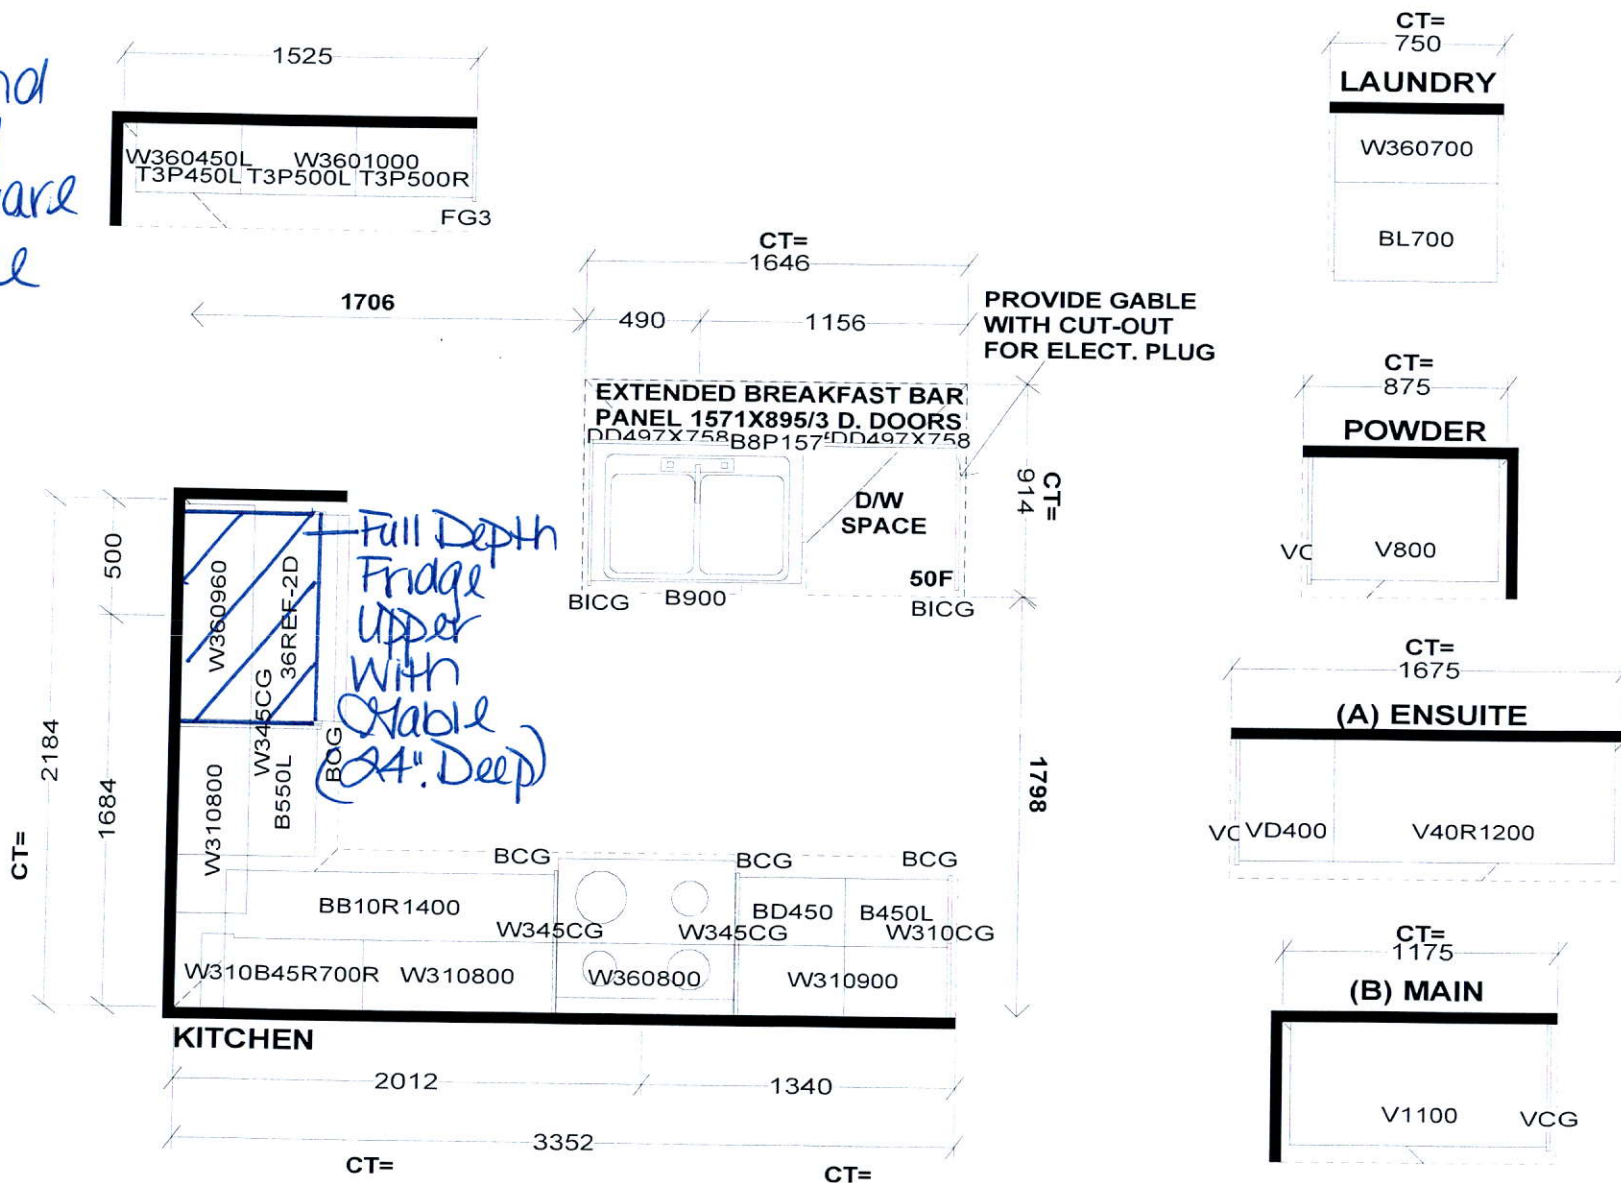 1525
W360450L W3601000
T3P450L T3P500L T3P500R
FG3
CT=
750
LAUNDRY
W360700
BL700
CT=
1646
1706
490
1156
PROVIDE GABLE
WITH CUT-OUT
FOR ELECT. PLUG
EXTENDED BREAKFAST BAR
PANEL 1571X895/3 D. DOORS
DD497X758 B8P157 DD497X758
D/W
SPACE
50F
BICG
B900
BICG
914
CT=
CT=
875
POWDER
V800
500
2184
1684
CT=
W360960
36REF-2D
W345CG
B550L
BCG
W310800
Full Depth
Fridge
Upper
With
Gable
(24". Deep)
1798
CT=
1675
(A) ENSUITE
VD400
V40R1200
BCG
BCG
BCG
BB10R1400
BD450
B450L
W345CG
W345CG
W310CG
W310B45R700R
W310800
W360800
W310900
KITCHEN
2012
1340
3352
CT=
CT=
CT=
1175
(B) MAIN
V1100
VCG